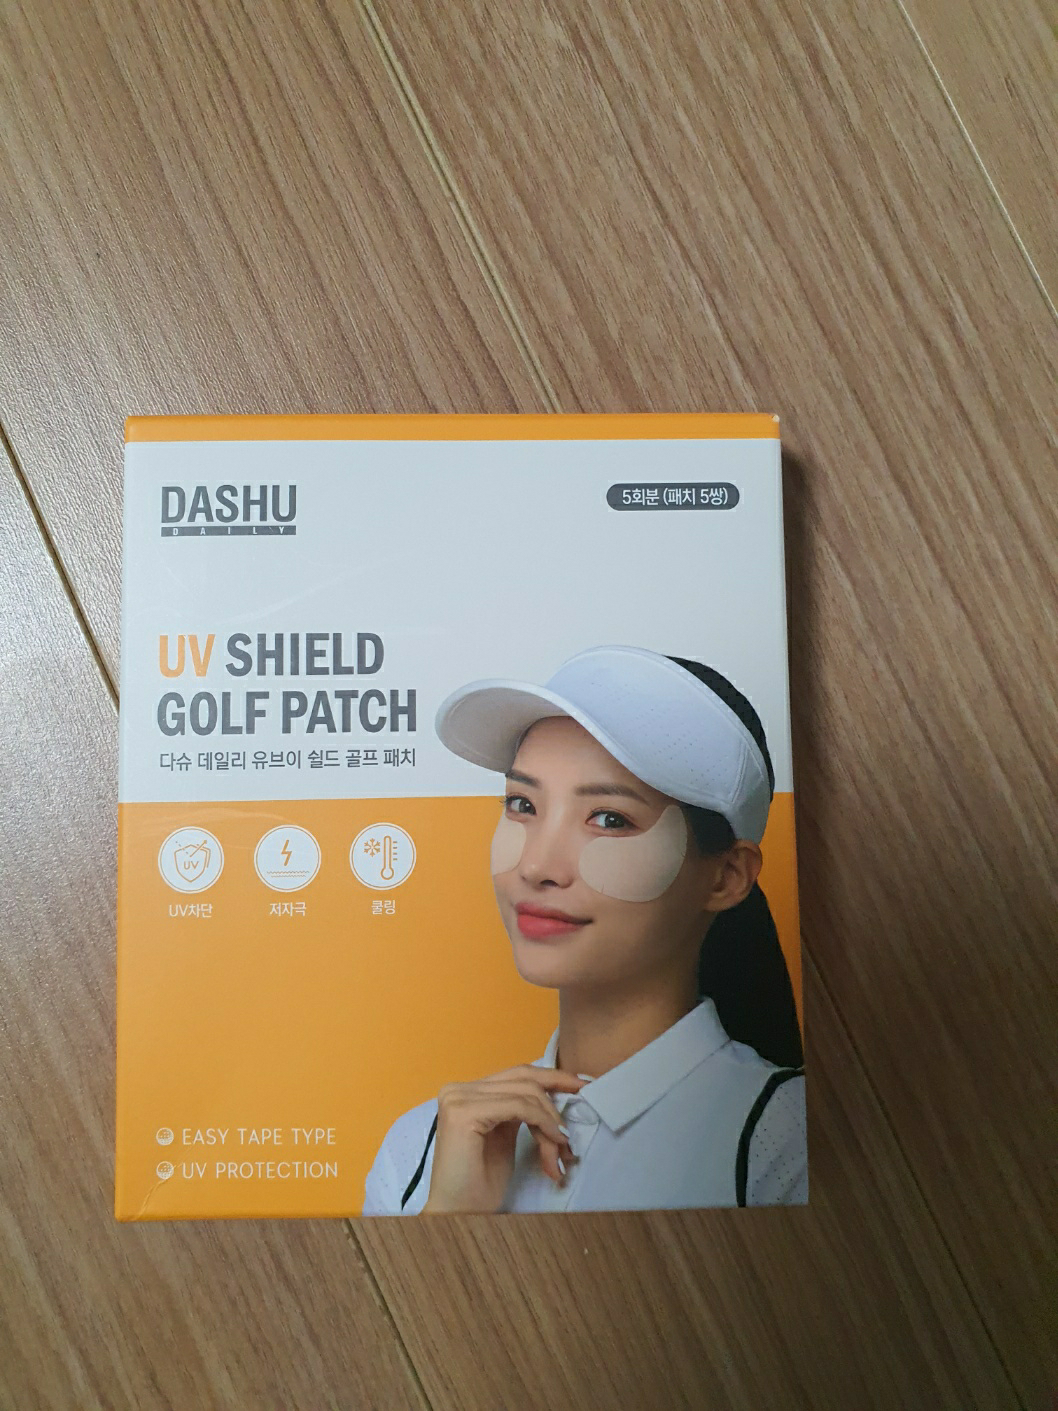 DASHU
DAILY
5회분 (패치 5쌍)
UV SHIELD
GOLF PATCH
다슈 데일리 유브이 쉴드 골프 패치
UV
UV차단
저자극
쿨링
EASY TAPE TYPE
UV PROTECTION